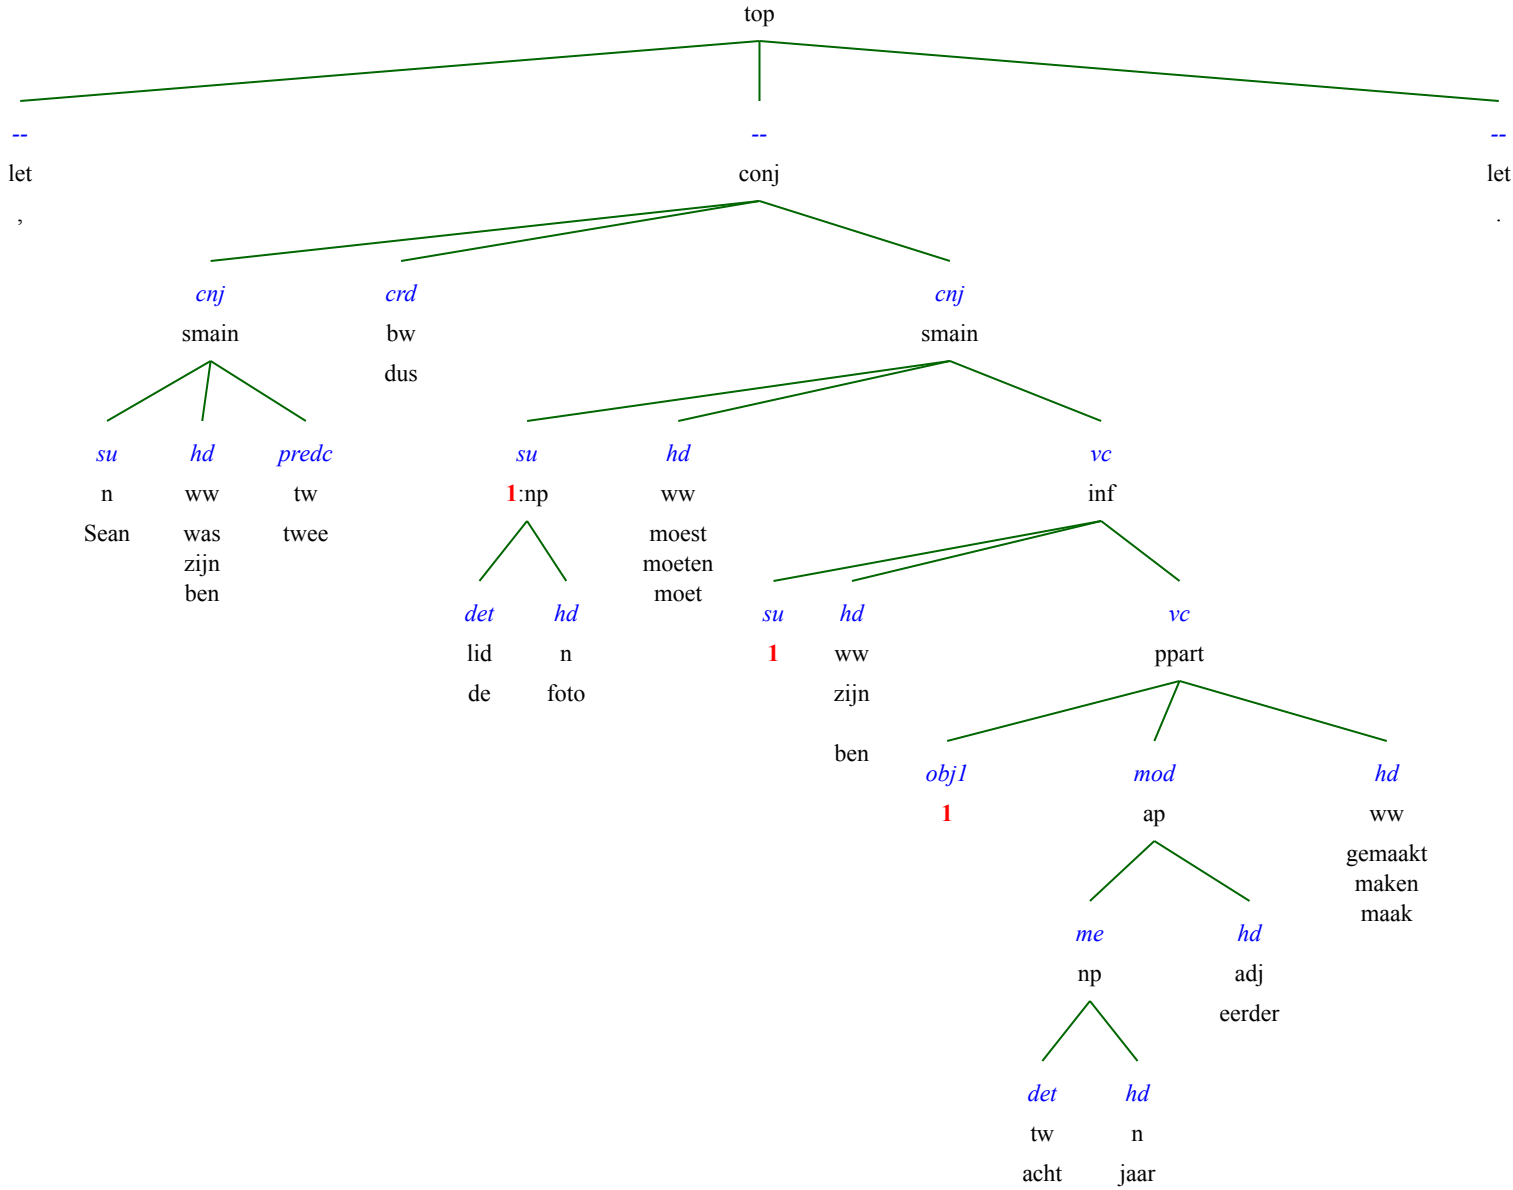 top
-- -- --
let conj let
, .
cnj crd cnj
smain bw smain
dus
su hd predc su hd vc
n ww tw 1:np ww inf
Sean was twee moest
zijn moeten
ben moet
det hd su hd vc
lid n 1 ww ppart
de foto zijn
ben
obj1 mod hd
1 ap ww
gemaakt
maken
maak
me hd
np adj
eerder
det hd
tw n
acht jaar